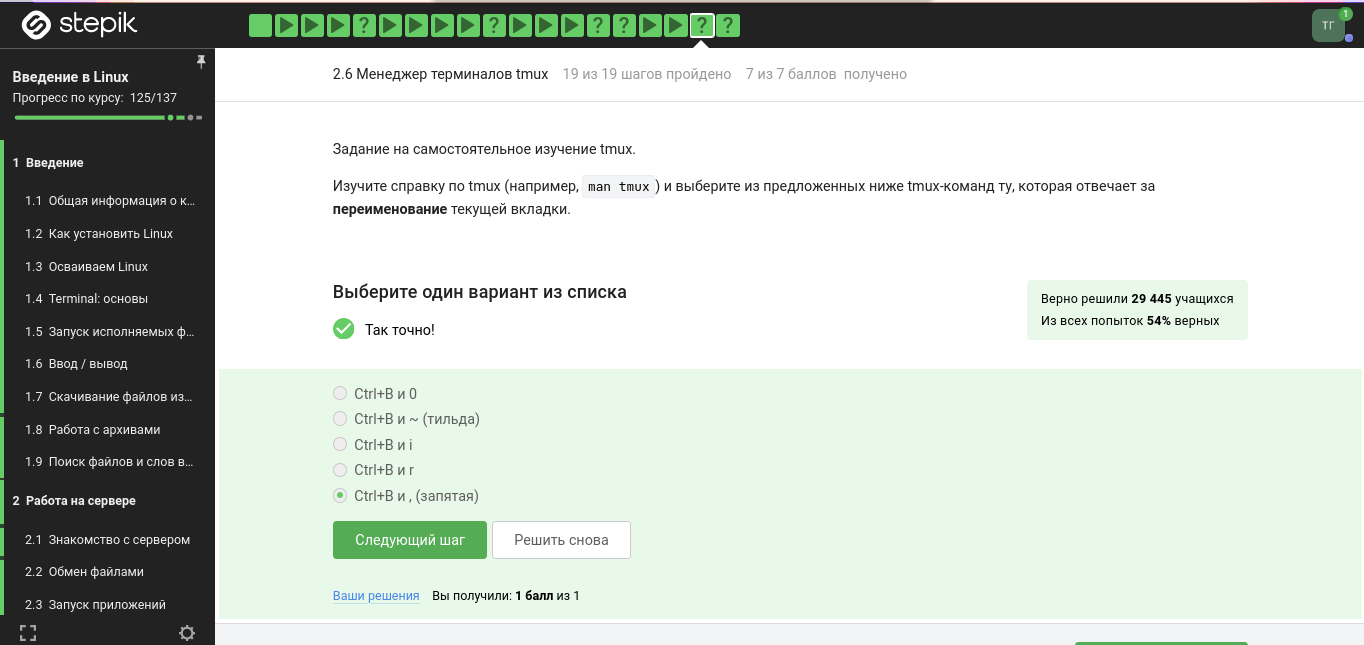 stepik
ТГ
1
Введение в Linux
Прогресс по курсу: 125/137
1 Введение
1.1 Общая информация о к...
1.2 Как установить Linux
1.3 Осваиваем Linux
1.4 Terminal: основы
1.5 Запуск исполняемых ф...
1.6 Ввод / вывод
1.7 Скачивание файлов из...
1.8 Работа с архивами
1.9 Поиск файлов и слов в...
2 Работа на сервере
2.1 Знакомство с сервером
2.2 Обмен файлами
2.3 Запуск приложений
2.6 Менеджер терминалов tmux 19 из 19 шагов пройдено 7 из 7 баллов получено
Задание на самостоятельное изучение tmux.
Изучите справку по tmux (например, man tmux) и выберите из предложенных ниже tmux-команд ту, которая отвечает за
переименование текущей вкладки.
Выберите один вариант из списка
Так точно!
Верно решили 29 445 учащихся
Из всех попыток 54% верных
Ctrl+B и 0
Ctrl+B и ~ (тильда)
Ctrl+B и i
Ctrl+B и r
Ctrl+B и , (запятая)
Следующий шаг
Решить снова
Ваши решения Вы получили: 1 балл из 1